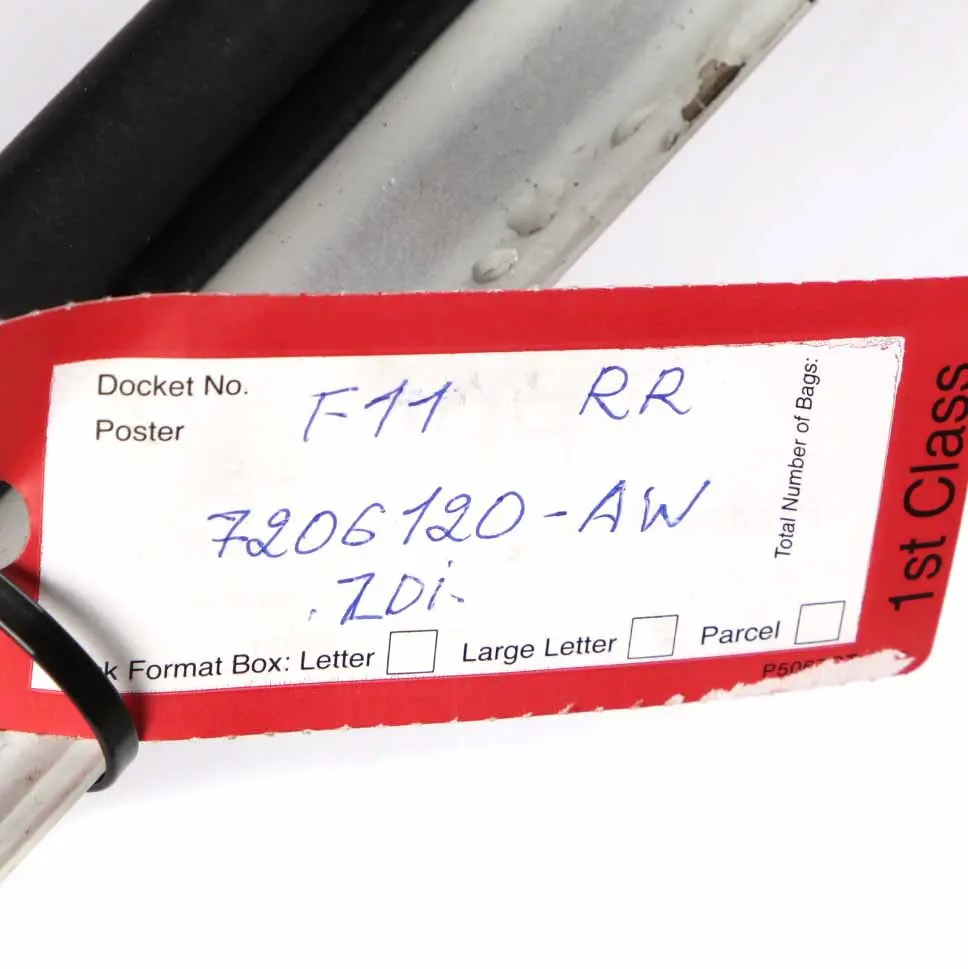 Docket No.
Poster
F11 RR
7206120-AW
ZDi.
k Format Box: Letter Large Letter Parcel
Total Number of Bags:
1st Class